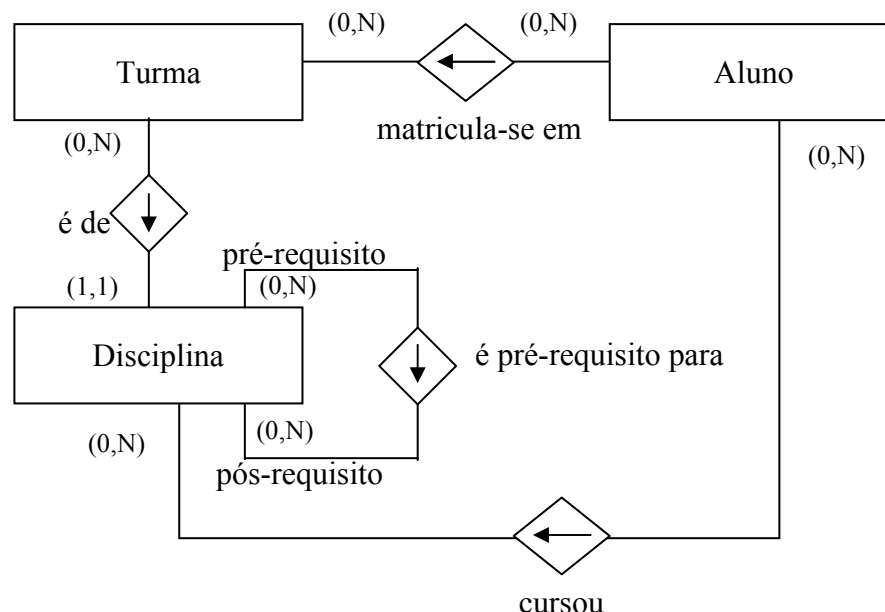 (0,N) (0,N)
Turma Aluno
matricula-se em
(0,N) (0,N)
é de
pré-requisito
(1,1) (0,N)
Disciplina é pré-requisito para
(0,N) (0,N)
pós-requisito
cursou